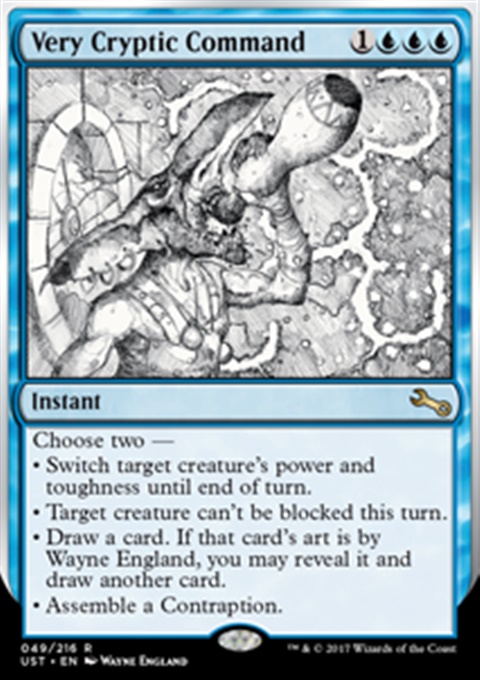 Very Cryptic Command 1
Instant
Choose two —
• Switch target creature's power and
toughness until end of turn.
• Target creature can't be blocked this turn.
• Draw a card. If that card's art is by
Wayne England, you may reveal it and
draw another card.
• Assemble a Contraption.
049/216 R
UST • EN Wayne England
™ & © 2017 Wizards of the Coast